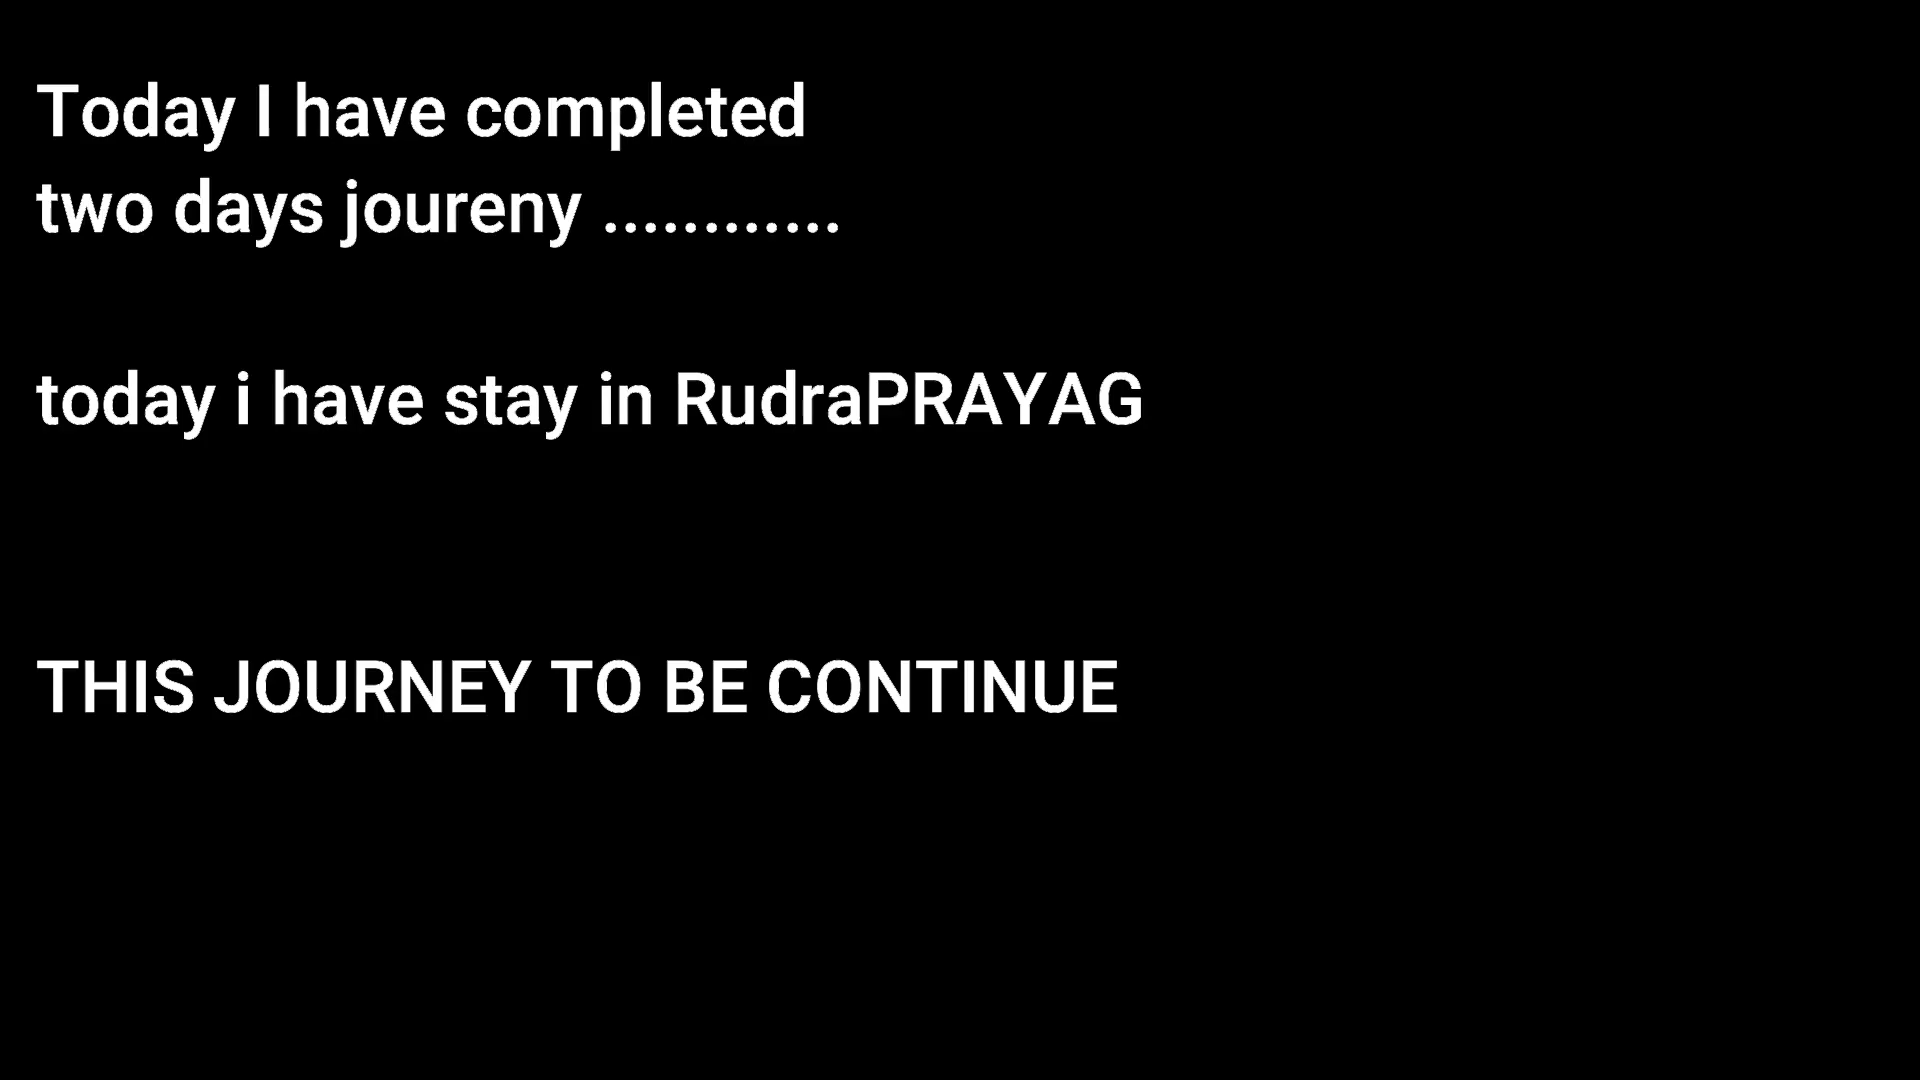 Today I have completed
two days joureny ............
today i have stay in RudraPRAYAG
THIS JOURNEY TO BE CONTINUE